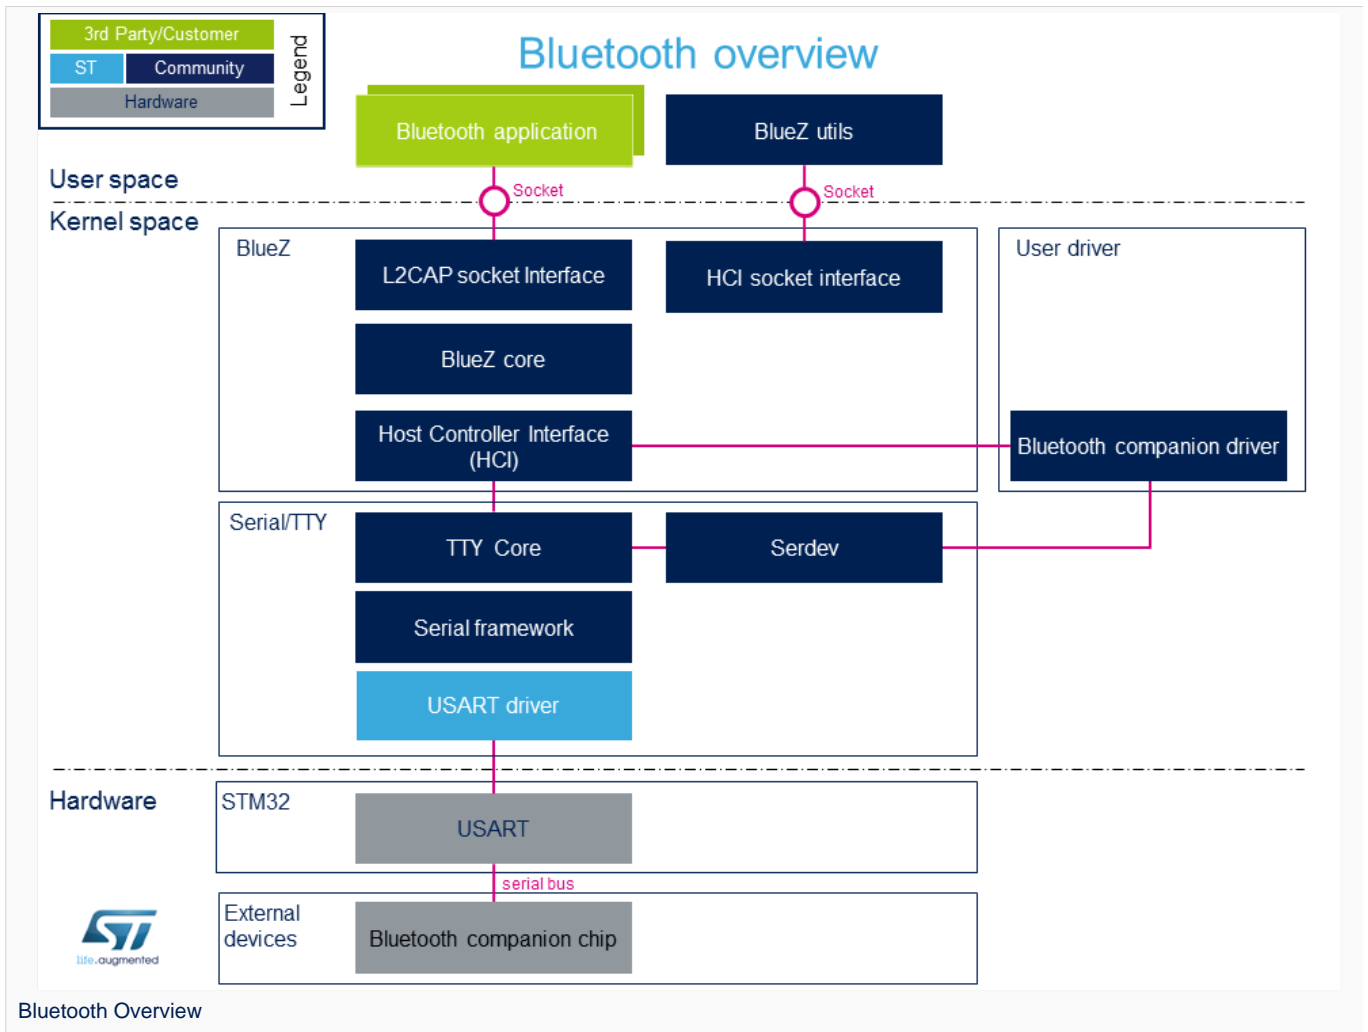 3rd Party/Customer
ST
Community
Hardware
Legend
Bluetooth overview
Bluetooth application
BlueZ utils
User space
Socket
Socket
Kernel space
BlueZ
User driver
L2CAP socket Interface
HCI socket interface
BlueZ core
Host Controller Interface
(HCI)
Bluetooth companion driver
Serial/TTY
TTY Core
Serdev
Serial framework
USART driver
Hardware
STM32
USART
serial bus
External
devices
Bluetooth companion chip
ST
life.augmented
Bluetooth Overview